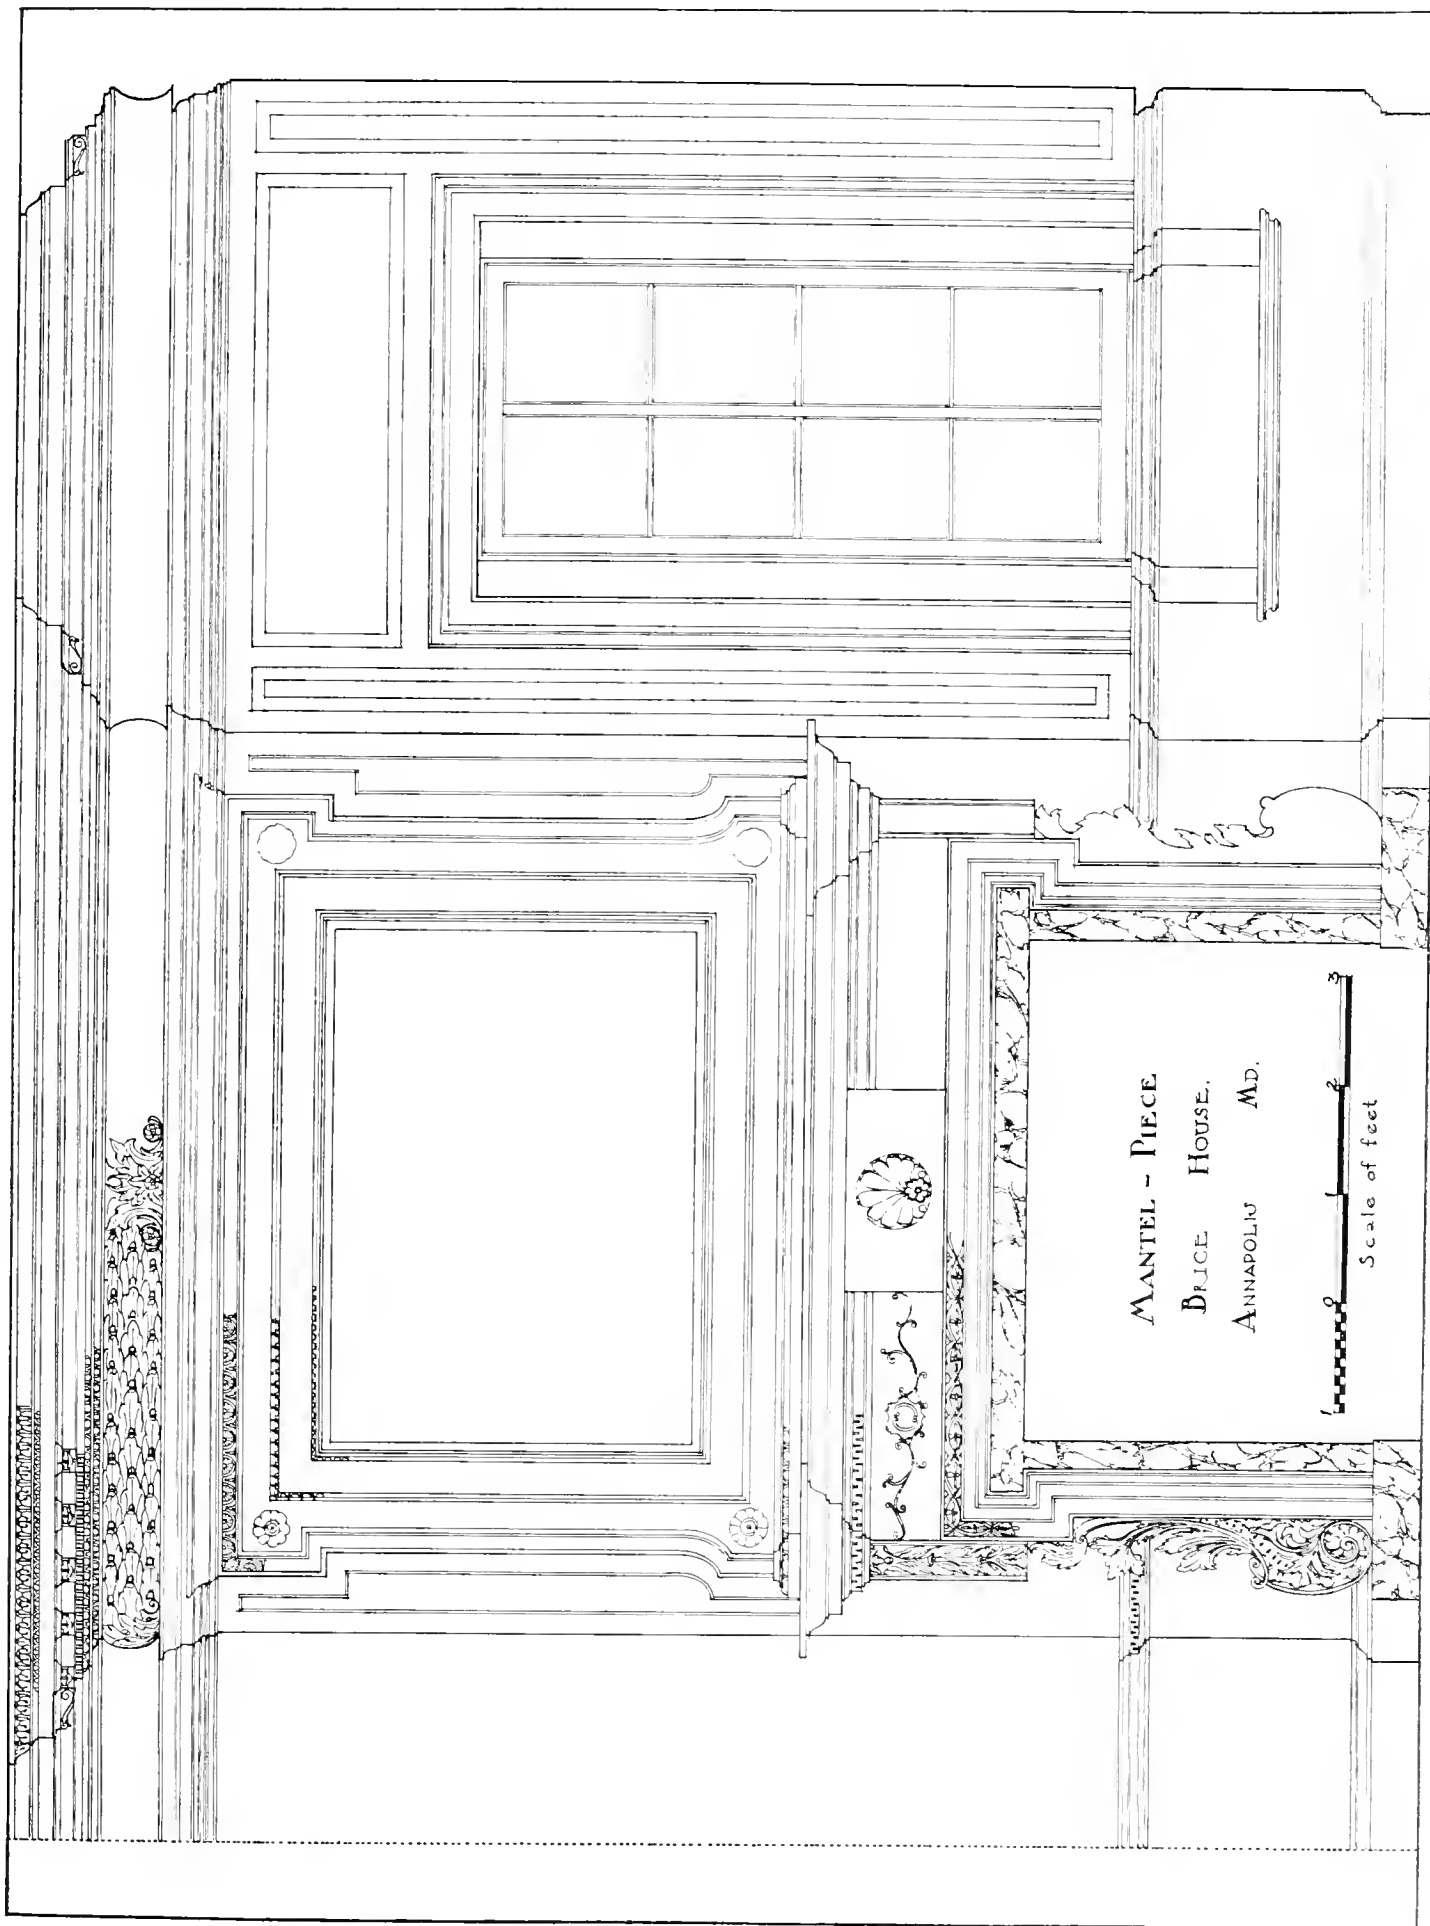 MANTEL - PIECE
BRICE HOUSE.
ANNAPOLIS MD.
1 0 1 2 3
Scale of feet